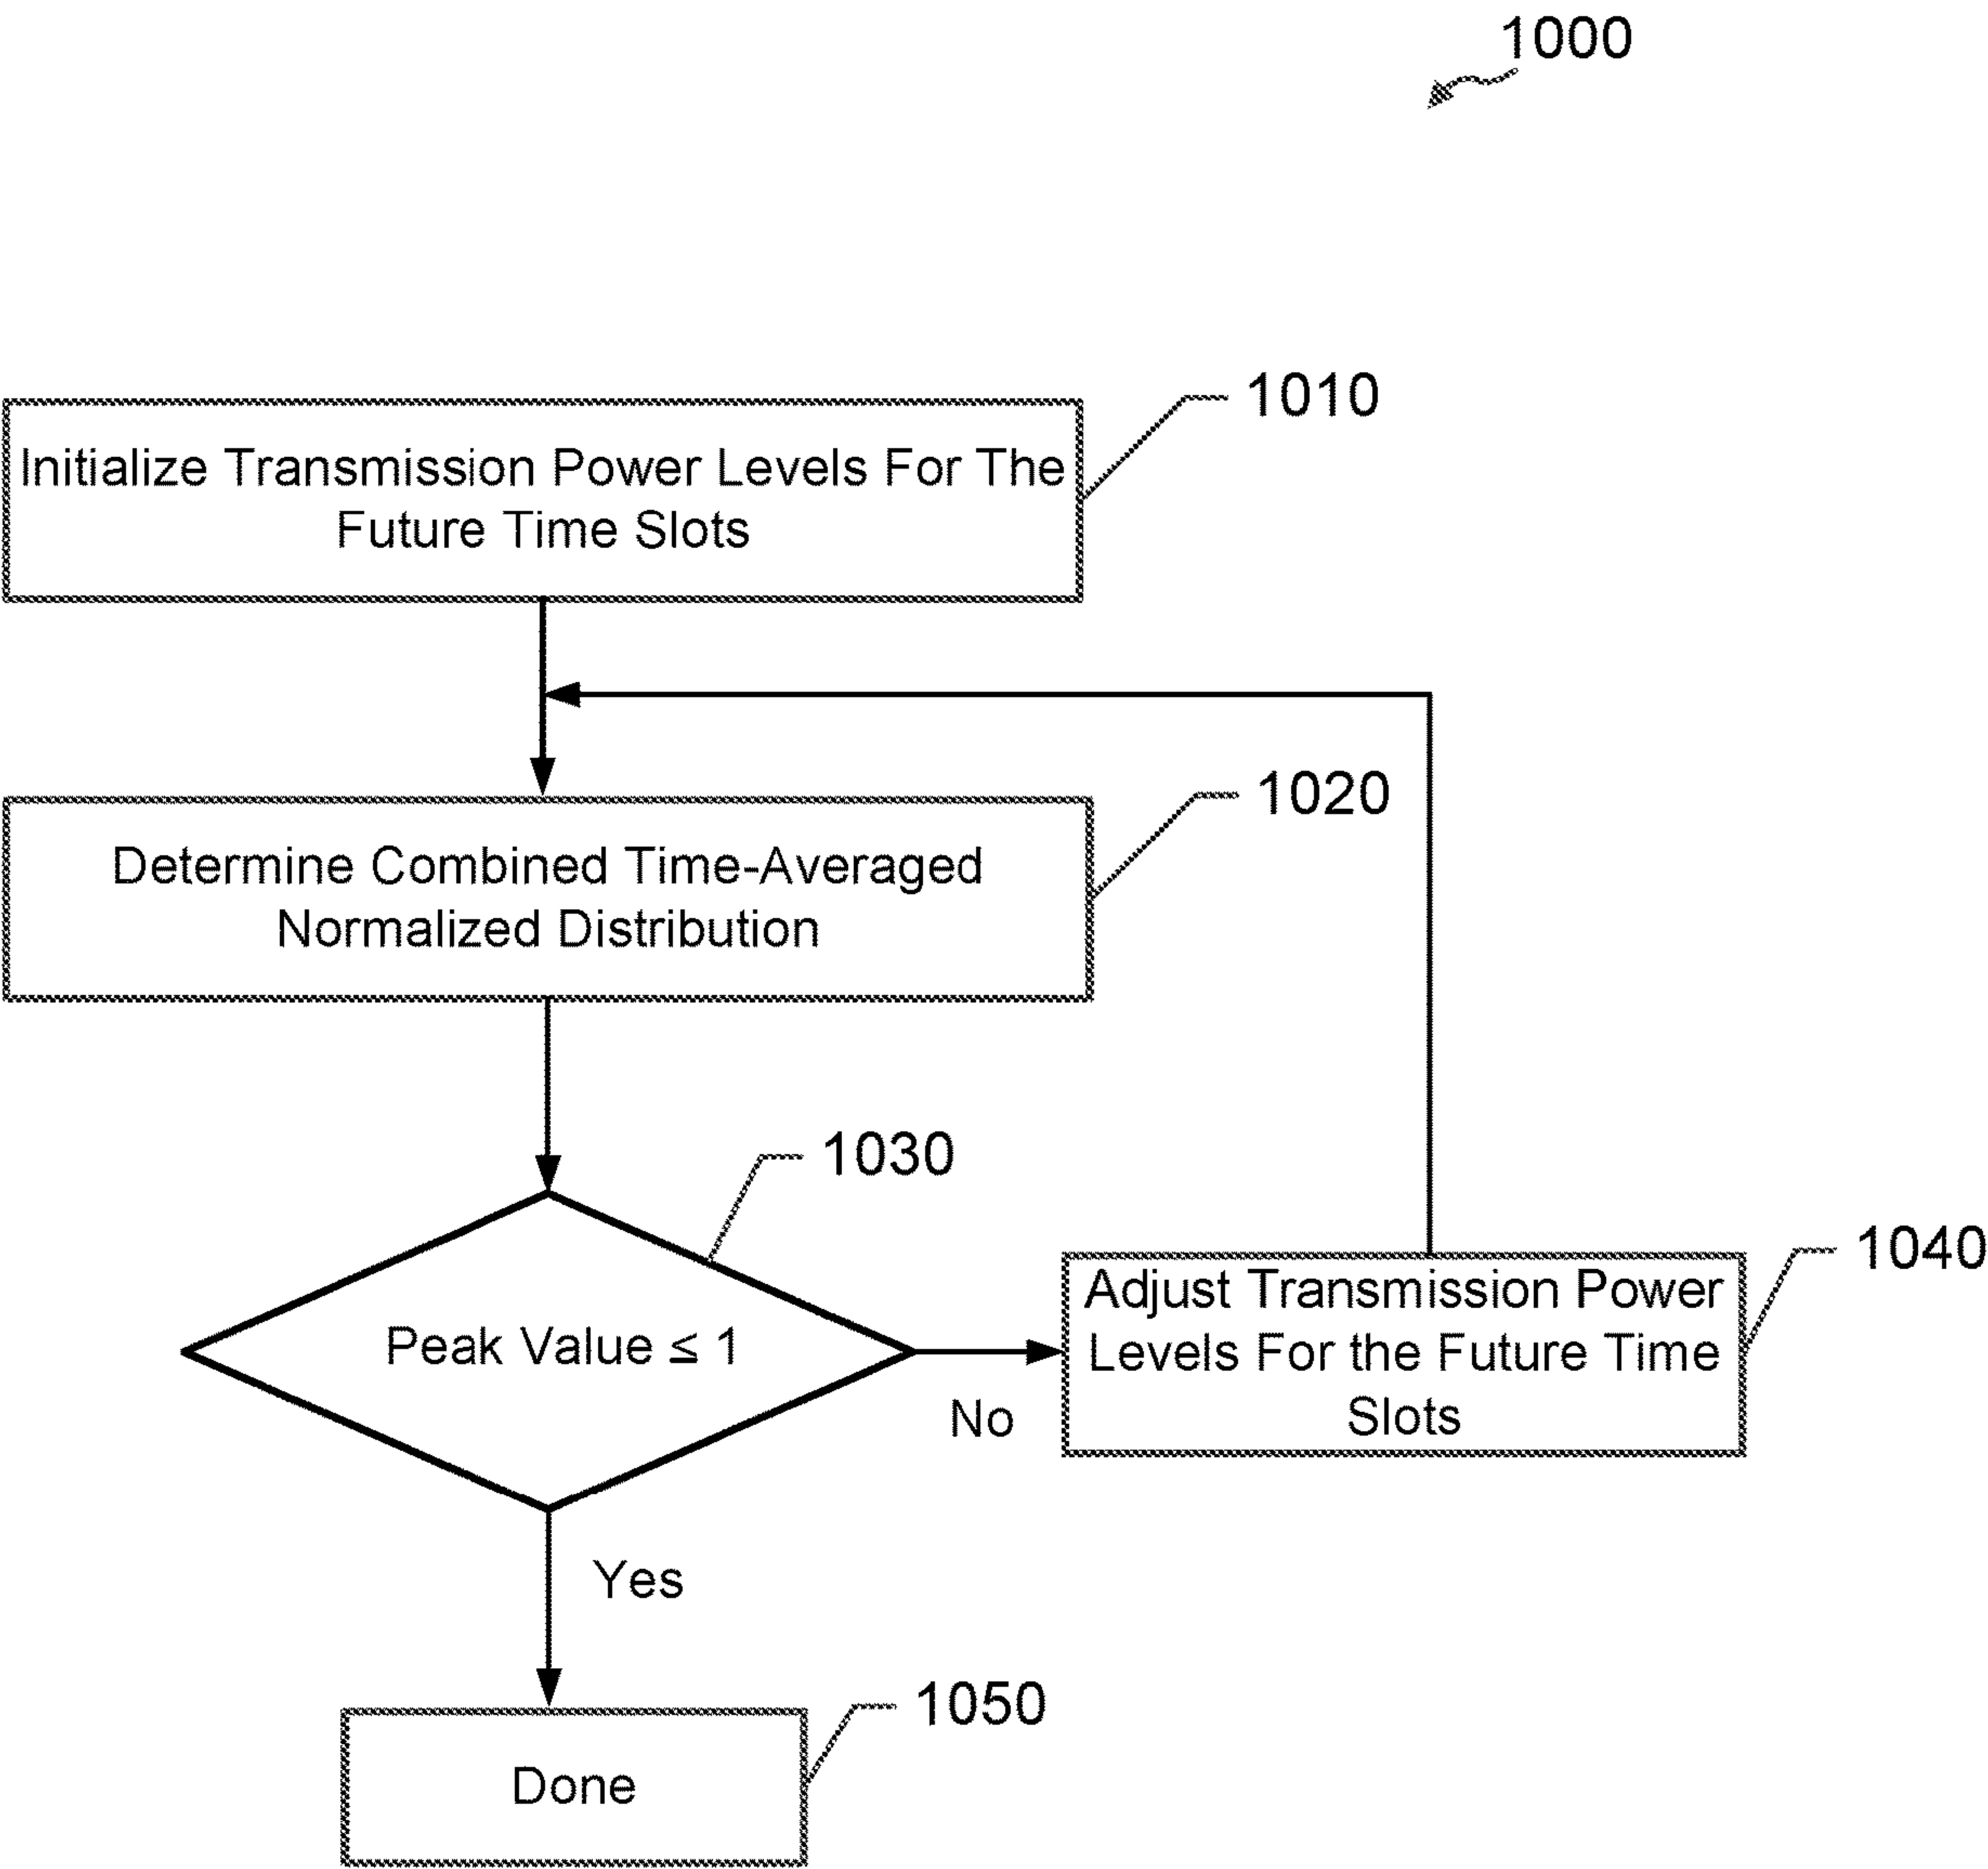 1000
1010
Initialize Transmission Power Levels For The
Future Time Slots
1020
Determine Combined Time-Averaged
Normalized Distribution
1030
Peak Value ≤ 1
No
1040
Adjust Transmission Power
Levels For the Future Time
Slots
Yes
1050
Done